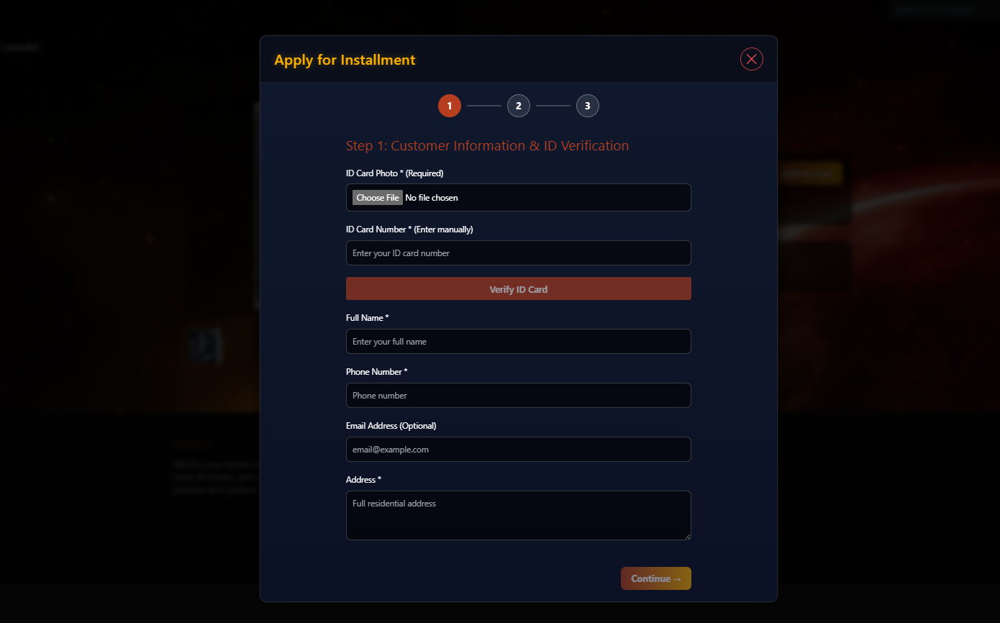 Apply for Installment
1
2
3
Step 1: Customer Information & ID Verification
ID Card Photo * (Required)
Choose File No file chosen
ID Card Number * (Enter manually)
Enter your ID card number
Verify ID Card
Full Name *
Enter your full name
Phone Number *
Phone number
Email Address (Optional)
email@example.com
Address *
Full residential address
Continue →